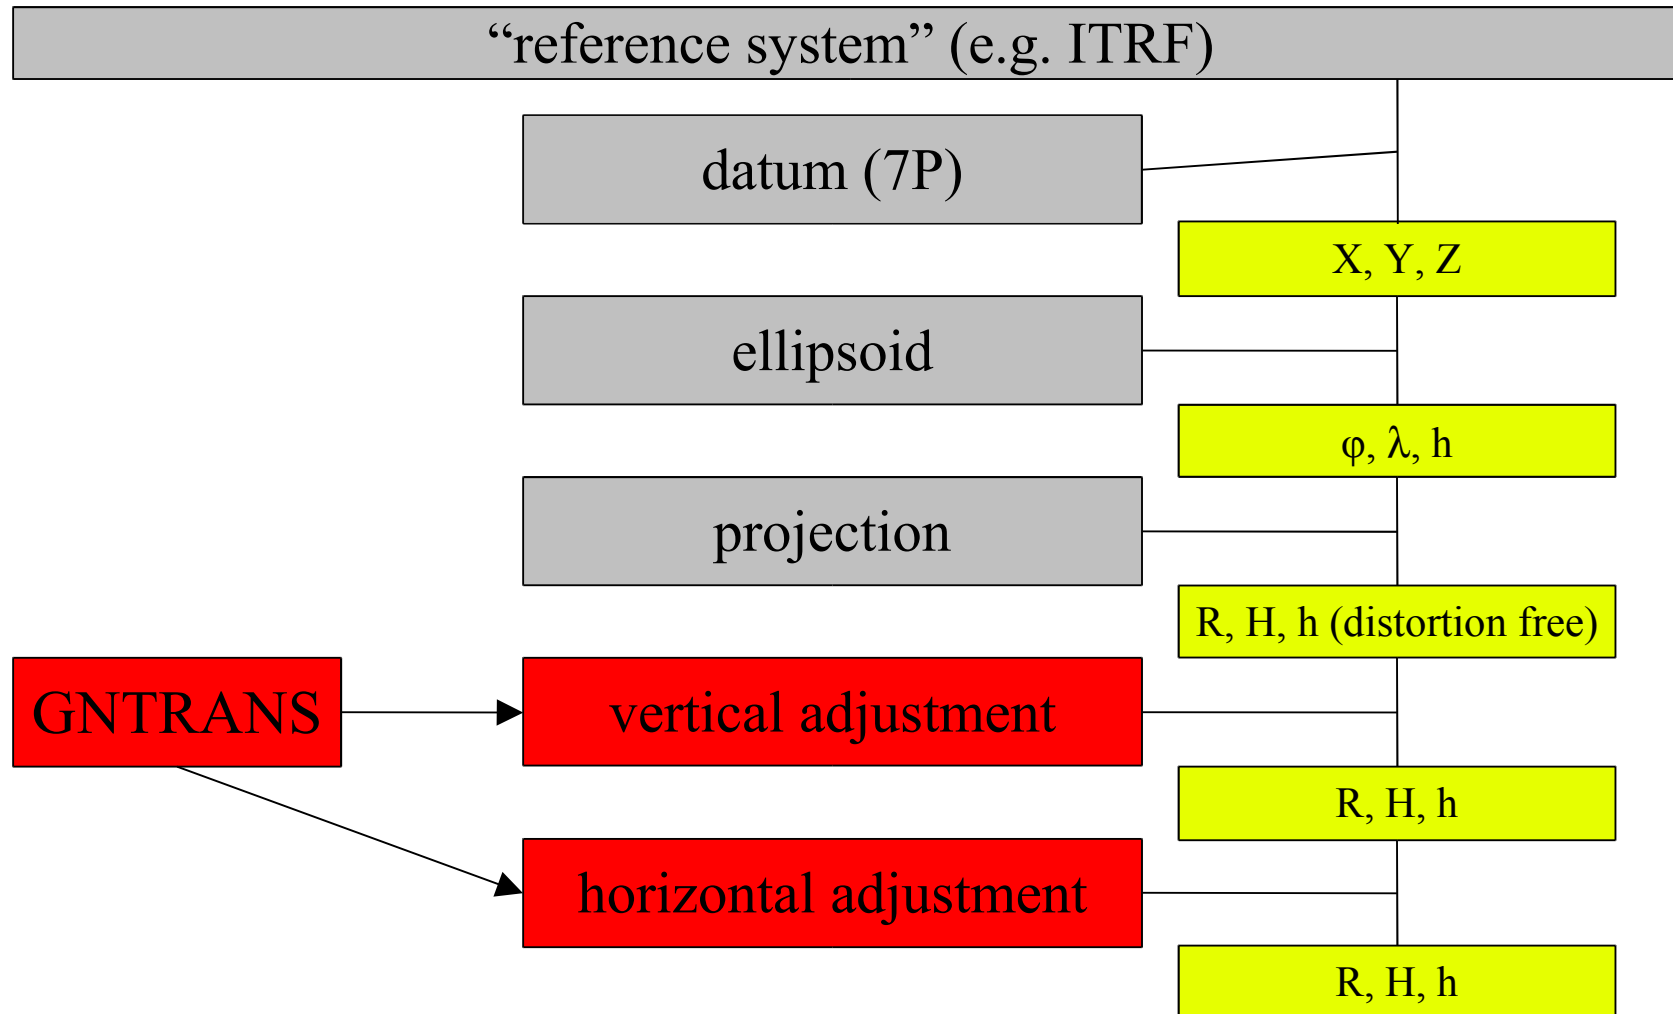 “reference system” (e.g. ITRF)
datum (7P)
X, Y, Z
ellipsoid
φ, λ, h
projection
R, H, h (distortion free)
GNTRANS
vertical adjustment
R, H, h
horizontal adjustment
R, H, h